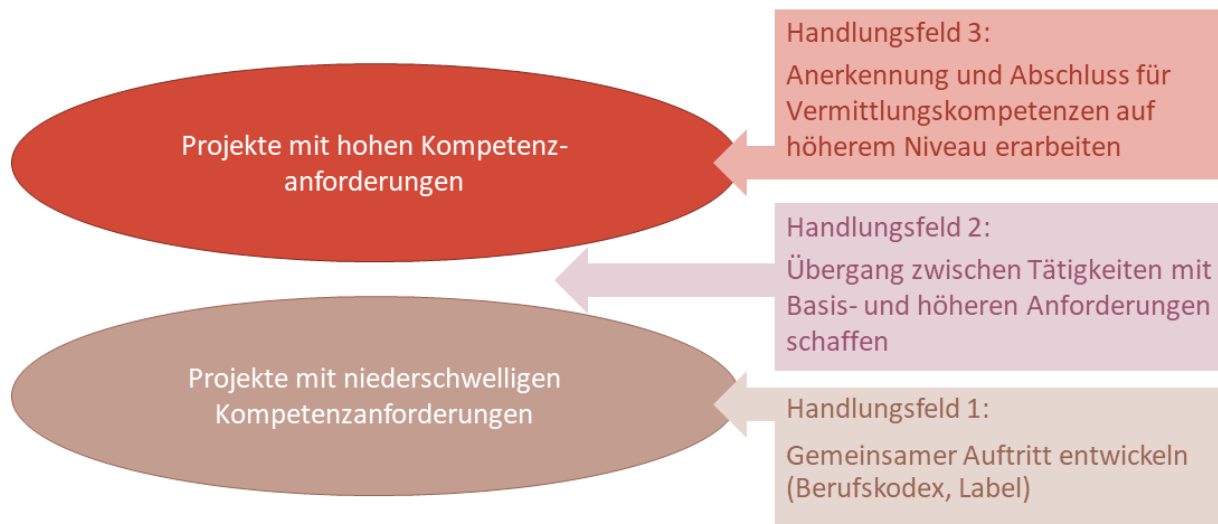 Projekte mit hohen Kompetenz-
anforderungen
Projekte mit niederschwelligen
Kompetenzanforderungen
Handlungsfeld 3:
Anerkennung und Abschluss für
Vermittlungskompetenzen auf
höherem Niveau erarbeiten
Handlungsfeld 2:
Übergang zwischen Tätigkeiten mit
Basis- und höheren Anforderungen
schaffen
Handlungsfeld 1:
Gemeinsamer Auftritt entwickeln
(Berufskodex, Label)